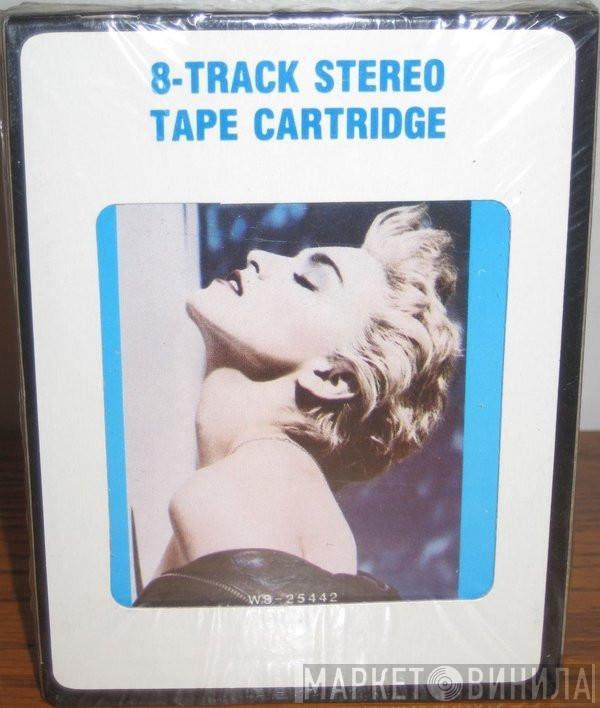 8-TRACK STEREO
TAPE CARTRIDGE
W8-25442
МАРКЕТ ВИНИЛА